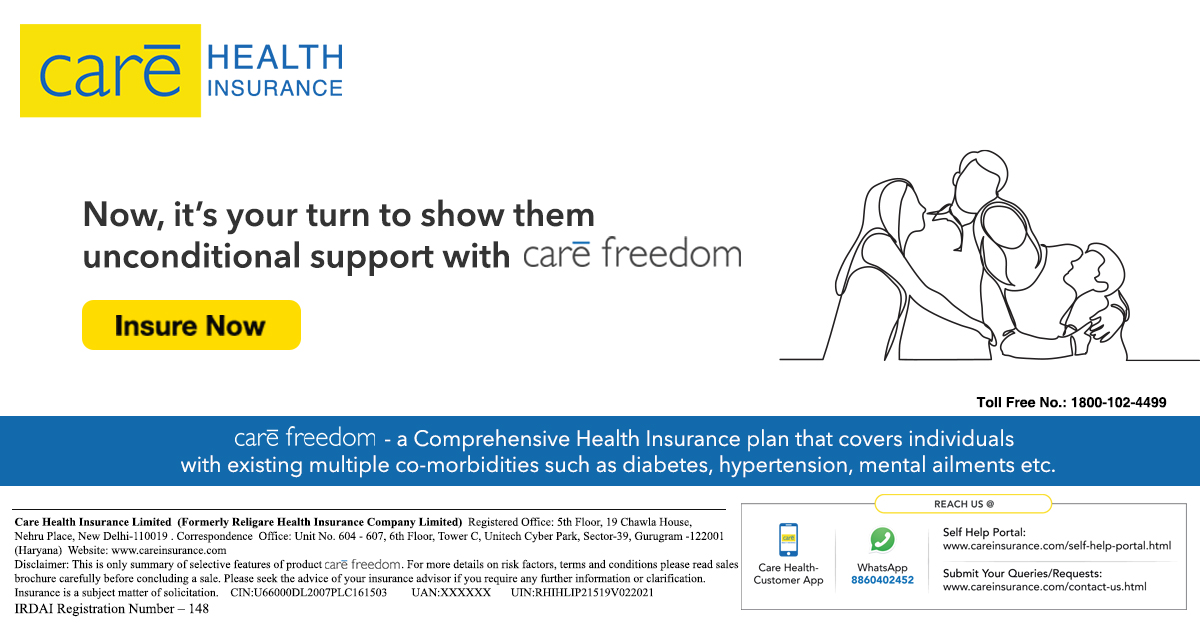 carē HEALTH
INSURANCE
Now, it's your turn to show them
unconditional support with carē freedom
Insure Now
Toll Free No.: 1800-102-4499
carē freedom - a Comprehensive Health Insurance plan that covers individuals
with existing multiple co-morbidities such as diabetes, hypertension, mental ailments etc.
Care Health Insurance Limited (Formerly Religare Health Insurance Company Limited) Registered Office: 5th Floor, 19 Chawla House,
Nehru Place, New Delhi-110019 . Correspondence Office: Unit No. 604 - 607, 6th Floor, Tower C, Unitech Cyber Park, Sector-39, Gurugram -122001
(Haryana) Website: www.careinsurance.com
Disclaimer: This is only summary of selective features of product carē freedom. For more details on risk factors, terms and conditions please read sales
brochure carefully before concluding a sale. Please seek the advice of your insurance advisor if you require any further information or clarification.
Insurance is a subject matter of solicitation. CIN:U66000DL2007PLC161503 UAN:XXXXXX UIN:RHIHLIP21519V022021
IRDAI Registration Number – 148
REACH US @
carē
Care Health-
Customer App
WhatsApp
8860402452
Self Help Portal:
www.careinsurance.com/self-help-portal.html
Submit Your Queries/Requests:
www.careinsurance.com/contact-us.html